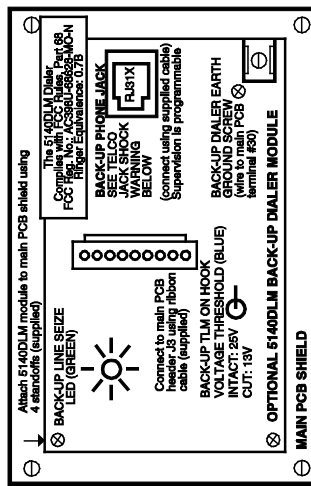 Attach 5140DLM module to main PCB shield using
4 standoffs (supplied)
The 5140DLM Dialer
Complies with FCC Rules, Part 68
FCC Reg. No.: AC398U-68628-MO-N
Ringer Equivalence: 0.7B
BACK-UP LINE SEIZE
LED (GREEN)
BACK-UP PHONE JACK
SEE TELCO
JACK SHOCK
WARNING
BELOW
RJ31X
(connect using supplied cable)
Supervision is programmable
Connect to main PCB
header J3 using ribbon
cable (supplied)
BACK-UP TLM ON HOOK
VOLTAGE THRESHOLD (BLUE)
INTACT: 25V
CUT: 13V
BACK-UP DIALER EARTH
GROUND SCREW
(wire to main PCB
terminal #30)
OPTIONAL 5140DLM BACK-UP DIALER MODULE
MAIN PCB SHIELD